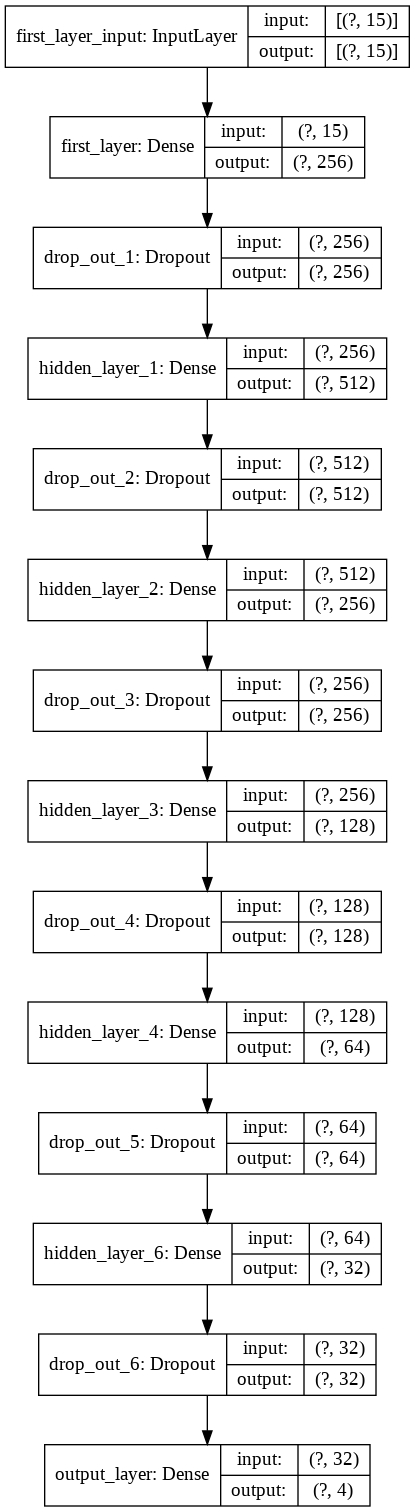 first_layer_input: InputLayer
input: [(?, 15)]
output: [(?, 15)]
first_layer: Dense
input: (?, 15)
output: (?, 256)
drop_out_1: Dropout
input: (?, 256)
output: (?, 256)
hidden_layer_1: Dense
input: (?, 256)
output: (?, 512)
drop_out_2: Dropout
input: (?, 512)
output: (?, 512)
hidden_layer_2: Dense
input: (?, 512)
output: (?, 256)
drop_out_3: Dropout
input: (?, 256)
output: (?, 256)
hidden_layer_3: Dense
input: (?, 256)
output: (?, 128)
drop_out_4: Dropout
input: (?, 128)
output: (?, 128)
hidden_layer_4: Dense
input: (?, 128)
output: (?, 64)
drop_out_5: Dropout
input: (?, 64)
output: (?, 64)
hidden_layer_6: Dense
input: (?, 64)
output: (?, 32)
drop_out_6: Dropout
input: (?, 32)
output: (?, 32)
output_layer: Dense
input: (?, 32)
output: (?, 4)